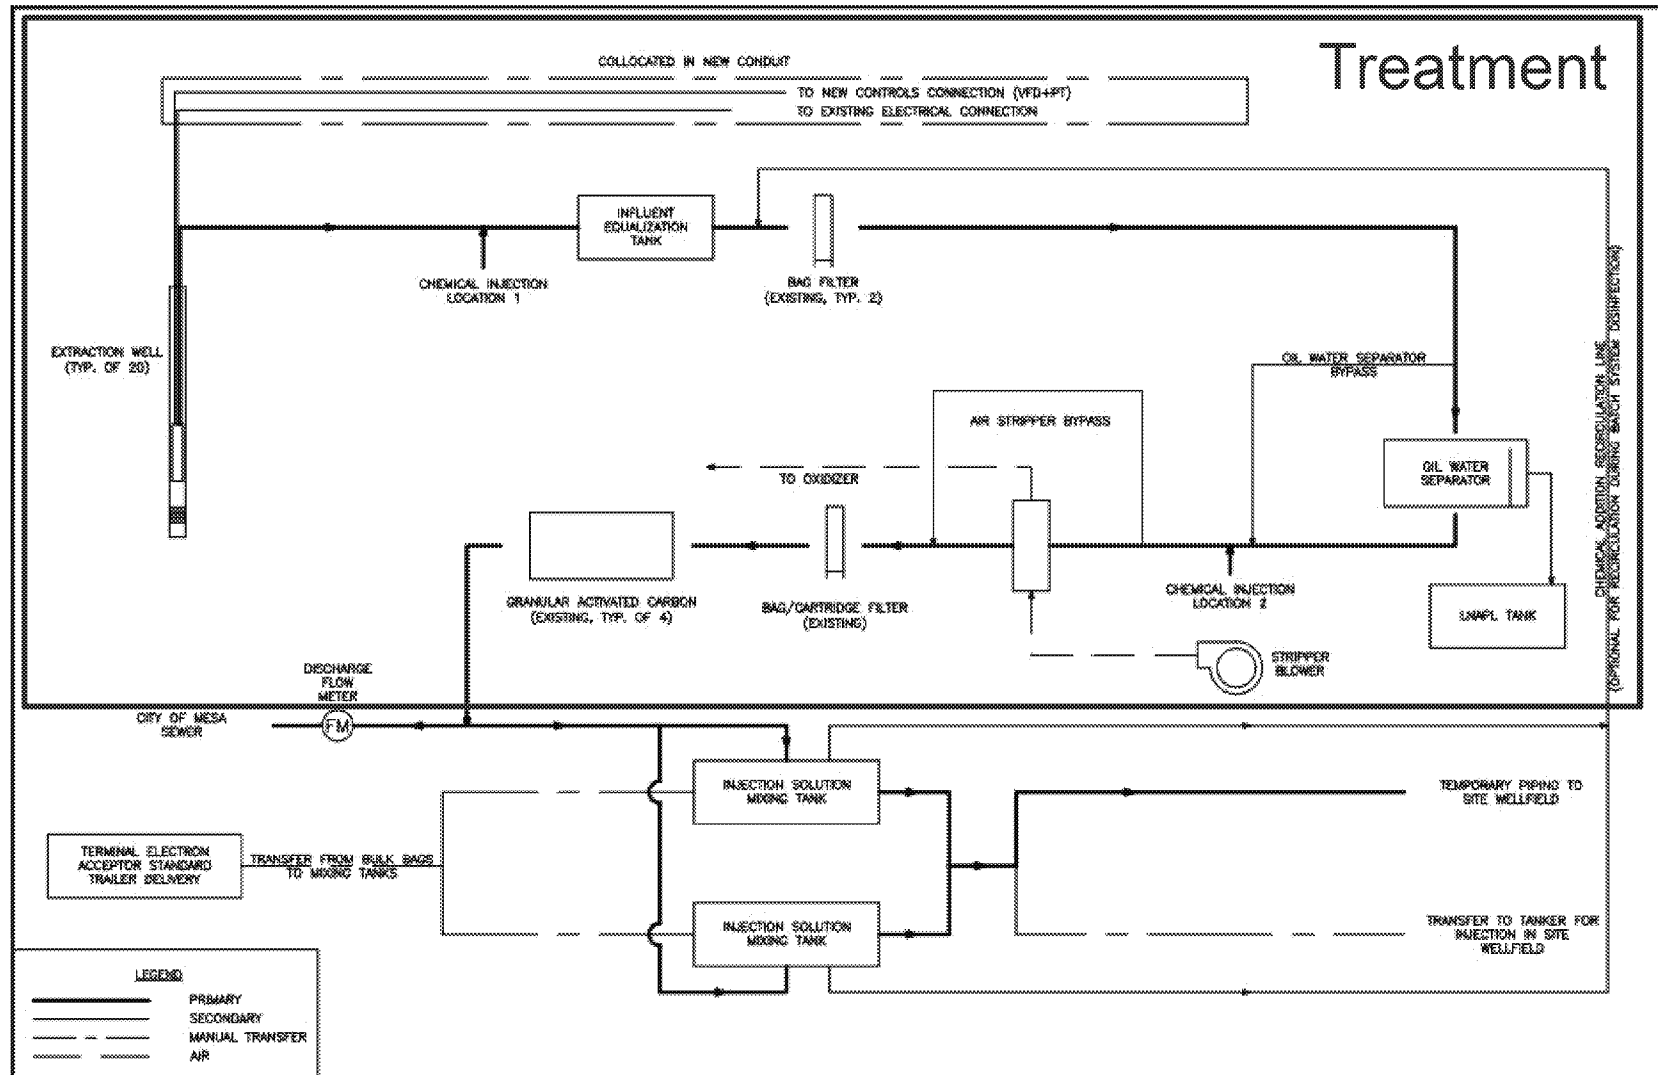 Treatment
COLLOCATED IN NEW CONDUIT
TO NEW CONTROLS CONNECTION (VFD+PT)
TO EXISTING ELECTRICAL CONNECTION
INFLUENT
EQUALIZATION
TANK
CHEMICAL INJECTION
LOCATION 1
BAG FILTER
(EXISTING, TYP. 2)
EXTRACTION WELL
(TYP. OF 20)
OIL WATER SEPARATOR
BYPASS
AIR STRIPPER BYPASS
OIL WATER
SEPARATOR
TO OXIDIZER
CHEMICAL INJECTION
LOCATION 2
LNAPL TANK
GRANULAR ACTIVATED CARBON
(EXISTING, TYP. OF 4)
BAG/CARTRIDGE FILTER
(EXISTING)
STRIPPER
BLOWER
CHEMICAL ADDITION RECIRCULATION LINE
(OPTIONAL FOR RECIRCULATION DURING BATCH SYSTEM DISINFECTION)
DISCHARGE
FLOW
METER
CITY OF MESA
SEWER
FM
INJECTION SOLUTION
MIXING TANK
TEMPORARY PIPING TO
SITE WELLFIELD
TERMINAL ELECTRON
ACCEPTOR STANDARD
TRAILER DELIVERY
TRANSFER FROM BULK BAGS
TO MIXING TANKS
INJECTION SOLUTION
MIXING TANK
TRANSFER TO TANKER FOR
INJECTION IN SITE
WELLFIELD
LEGEND
PRIMARY
SECONDARY
MANUAL TRANSFER
AIR